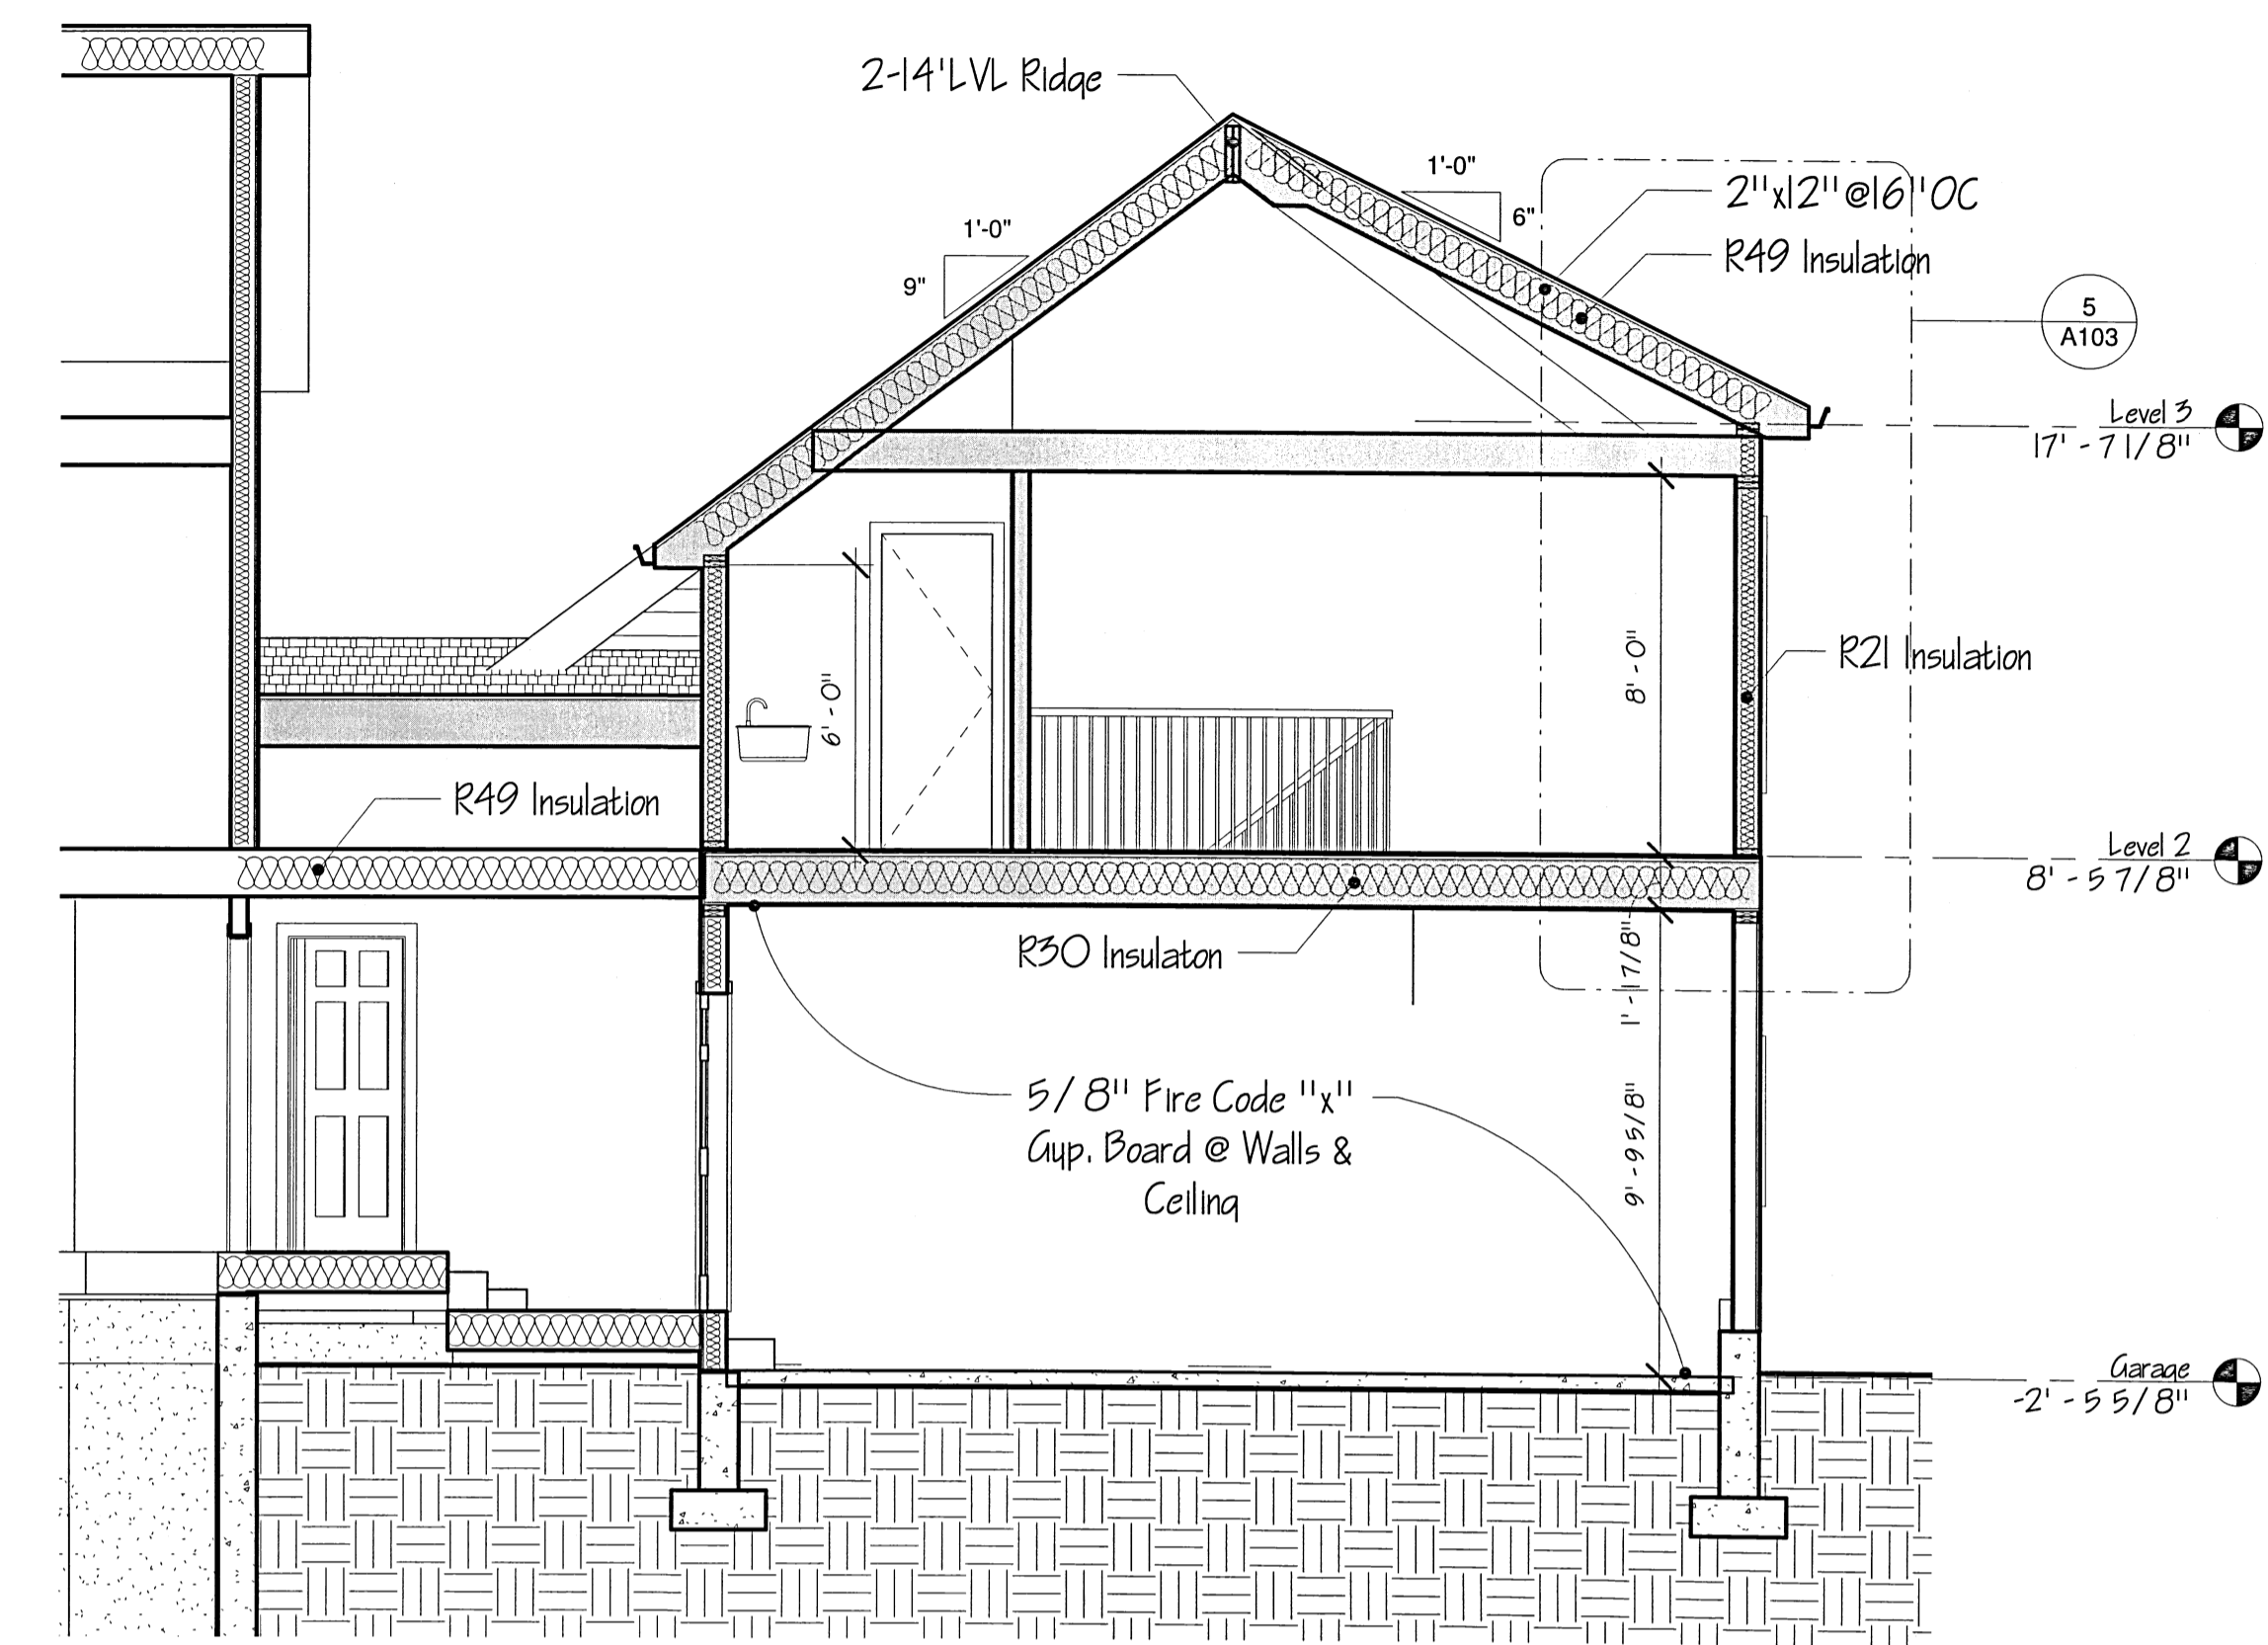 2-14'LVL Ridge
1'-0"
6"
2"x12"@16"OC
1'-0"
9"
R49 Insulation
5
A103
Level 3
17' - 7 1/8"
R21 Insulation
8' - 0"
6' - 0"
R49 Insulation
Level 2
8' - 5 7/8"
R30 Insulaton
1' - 1 7/8"
5/8" Fire Code "x"
Gyp. Board @ Walls &
Ceiling
9' - 9 5/8"
Garage
-2' - 5 5/8"